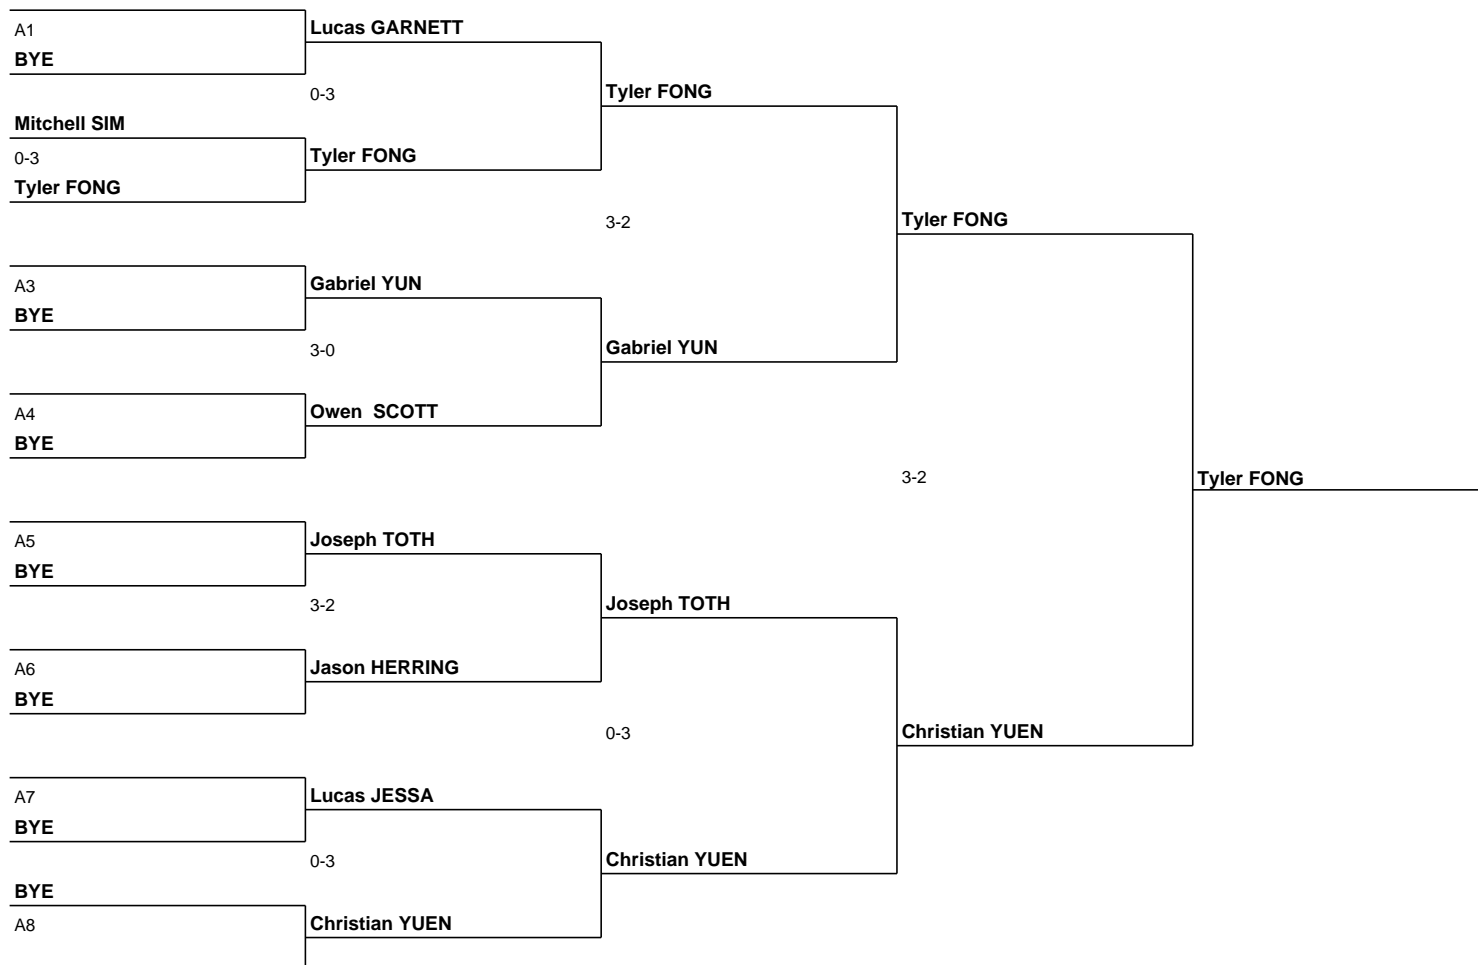 A1
BYE
Lucas GARNETT
0-3
Tyler FONG
Mitchell SIM
0-3
Tyler FONG
Tyler FONG
3-2
Tyler FONG
A3
BYE
Gabriel YUN
3-0
Gabriel YUN
A4
BYE
Owen  SCOTT
3-2
Tyler FONG
A5
BYE
Joseph TOTH
3-2
Joseph TOTH
A6
BYE
Jason HERRING
0-3
Christian YUEN
A7
BYE
Lucas JESSA
0-3
Christian YUEN
BYE
A8
Christian YUEN